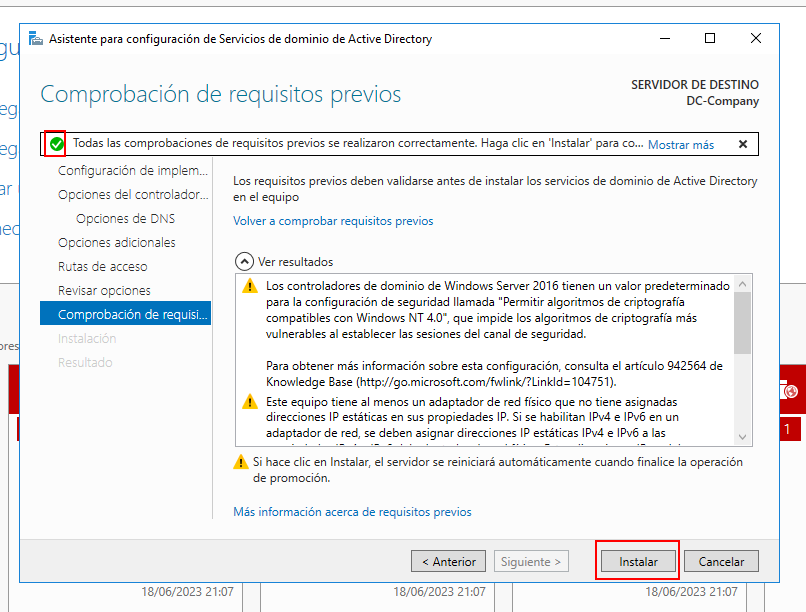 Asistente para configuración de Servicios de dominio de Active Directory
Comprobación de requisitos previos
SERVIDOR DE DESTINO
DC-Company
Todas las comprobaciones de requisitos previos se realizaron correctamente. Haga clic en 'Instalar' para co... Mostrar más
Configuración de implem...
Opciones del controlador...
Opciones de DNS
Opciones adicionales
Rutas de acceso
Revisar opciones
Comprobación de requisi...
Instalación
Resultado
Los requisitos previos deben validarse antes de instalar los servicios de dominio de Active Directory
en el equipo
Volver a comprobar requisitos previos
Ver resultados
Los controladores de dominio de Windows Server 2016 tienen un valor predeterminado
para la configuración de seguridad llamada "Permitir algoritmos de criptografía
compatibles con Windows NT 4.0", que impide los algoritmos de criptografía más
vulnerables al establecer las sesiones del canal de seguridad.
Para obtener más información sobre esta configuración, consulta el artículo 942564 de
Knowledge Base (http://go.microsoft.com/fwlink/?LinkId=104751).
Este equipo tiene al menos un adaptador de red físico que no tiene asignadas
direcciones IP estáticas en sus propiedades IP. Si se habilitan IPv4 e IPv6 en un
adaptador de red, se deben asignar direcciones IP estáticas IPv4 e IPv6 a las
Si hace clic en Instalar, el servidor se reiniciará automáticamente cuando finalice la operación
de promoción.
Más información acerca de requisitos previos
< Anterior
Siguiente >
Instalar
Cancelar
1
18/06/2023 21:07
18/06/2023 21:07
18/06/2023 21:07